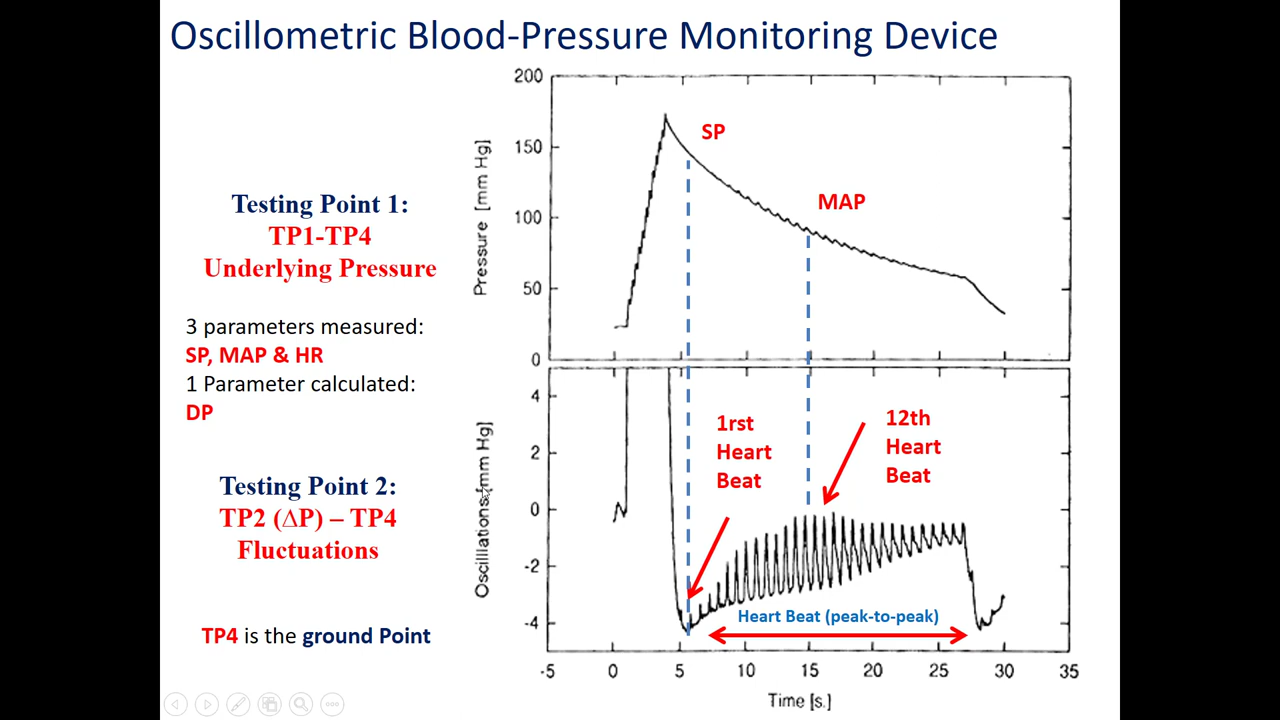 Oscillometric Blood-Pressure Monitoring Device
Testing Point 1:
TP1-TP4
Underlying Pressure
3 parameters measured:
SP, MAP & HR
1 Parameter calculated:
DP
Testing Point 2:
TP2 (∆P) – TP4
Fluctuations
TP4 is the ground Point
Pressure [mm Hg]
200
150
100
50
0
SP
MAP
Oscilliations [mm Hg]
4
2
0
-2
-4
1rst
Heart
Beat
12th
Heart
Beat
Heart Beat (peak-to-peak)
-5 0 5 10 15 20 25 30 35
Time [s.]